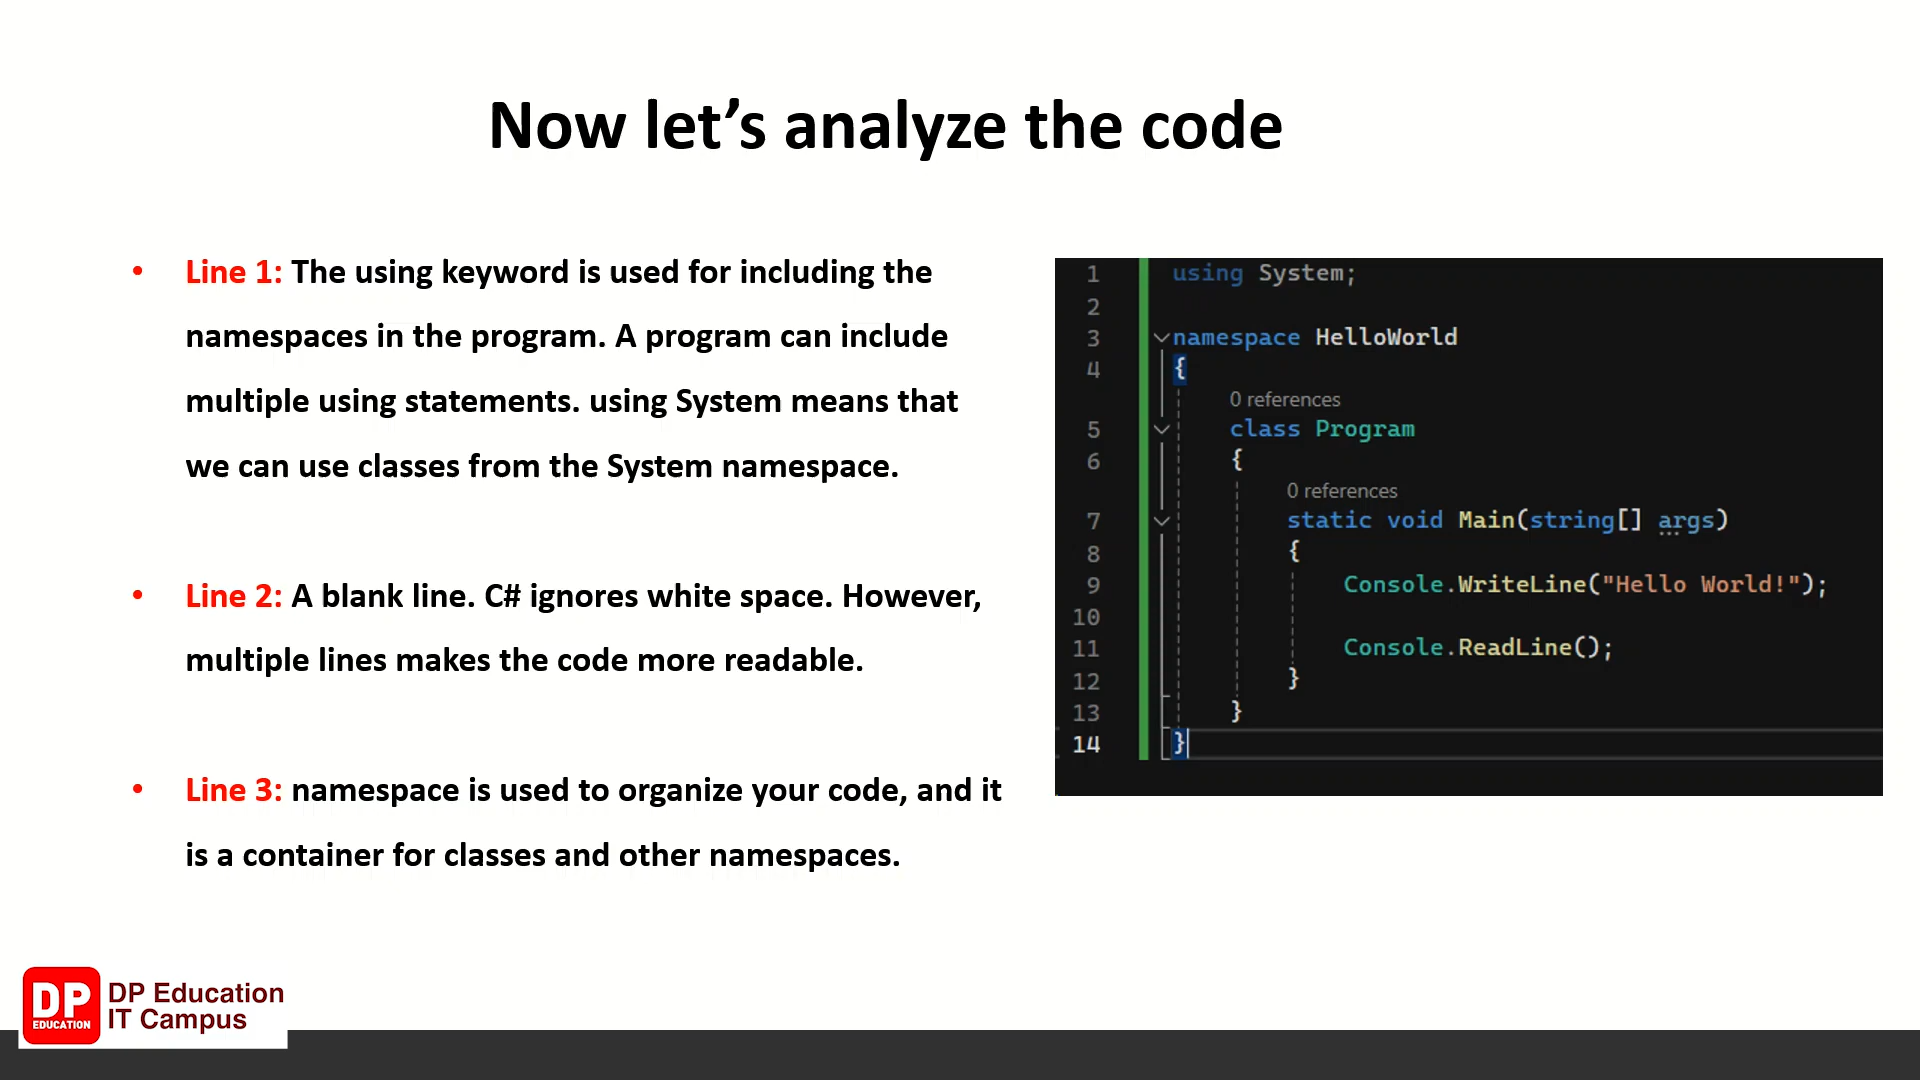 Now let’s analyze the code
• Line 1: The using keyword is used for including the
namespaces in the program. A program can include
multiple using statements. using System means that
we can use classes from the System namespace.
• Line 2: A blank line. C# ignores white space. However,
multiple lines makes the code more readable.
• Line 3: namespace is used to organize your code, and it
is a container for classes and other namespaces.
1 using System;
2
3 namespace HelloWorld
4 {
0 references
5 class Program
6 {
0 references
7 static void Main(string[] args)
8 {
9 Console.WriteLine("Hello World!");
10
11 Console.ReadLine();
12 }
13 }
14 }
DP
EDUCATION
DP Education
IT Campus